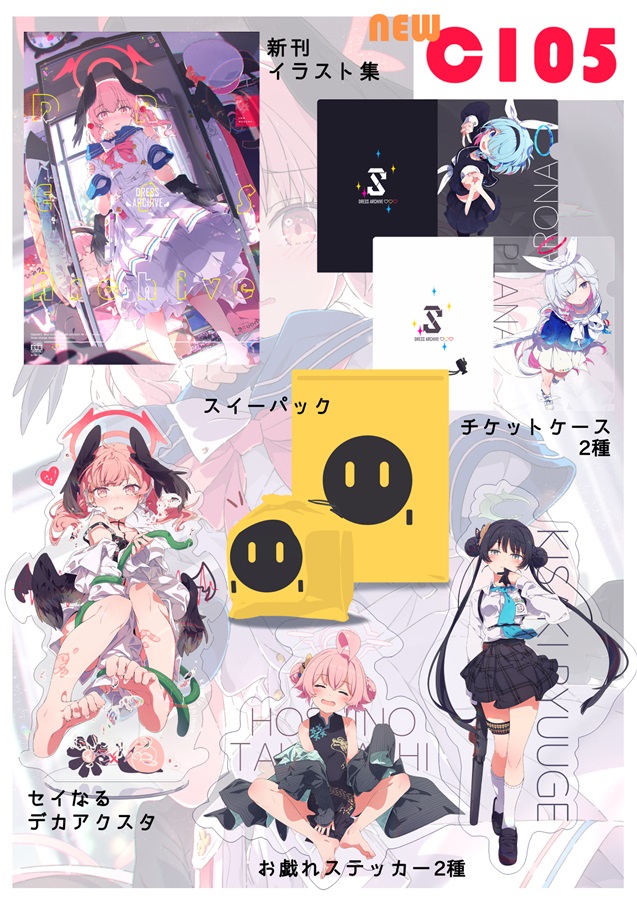 NEW
C105
新刊
イラスト集
DRESS
Archive
DRESS
ARCHIVE
S
DRESS ARCHIVE
ARONA
S
DRESS ARCHIVE
PLANA
スイーパック
チケットケース
2種
セイなる
デカアクスタ
HOSHINO
TAKANASHI
KISAKI RYUUGE
お戯れステッカー2種